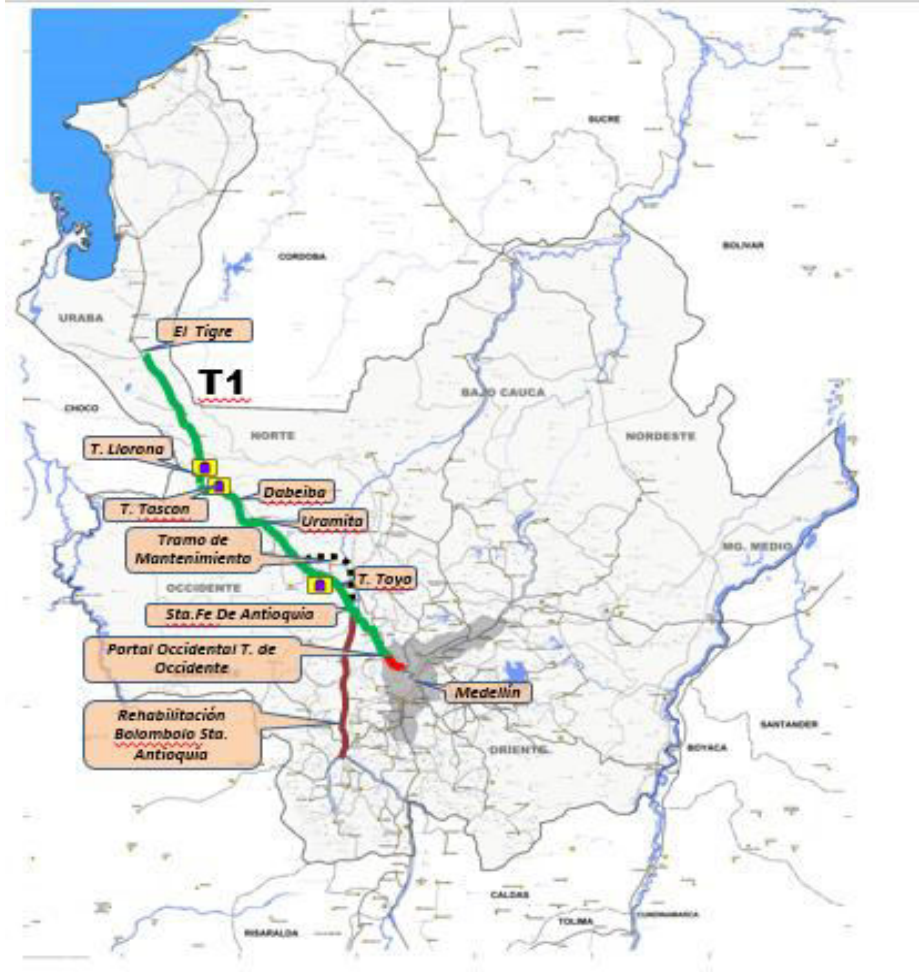 SUCRE
BOLIVAR
CORDOBA
URABA
El Tigre
T1
BAJO CAUCA
CHOCO
NORTE
NORDESTE
T. Llorona
Dabeiba
T. Tascon
Uramita
Tramo de
Mantenimiento
MG. MEDIO
T. Toyo
OCCIDENTE
Sta.Fe De Antioquia
Portal Occidental T. de
Occidente
Medellín
Rehabilitación
Bolombolo Sta.
Antioquia
SANTANDER
ORIENTE
BOYACA
CALDAS
TOLIMA
CUNDINAMARCA
RISARALDA